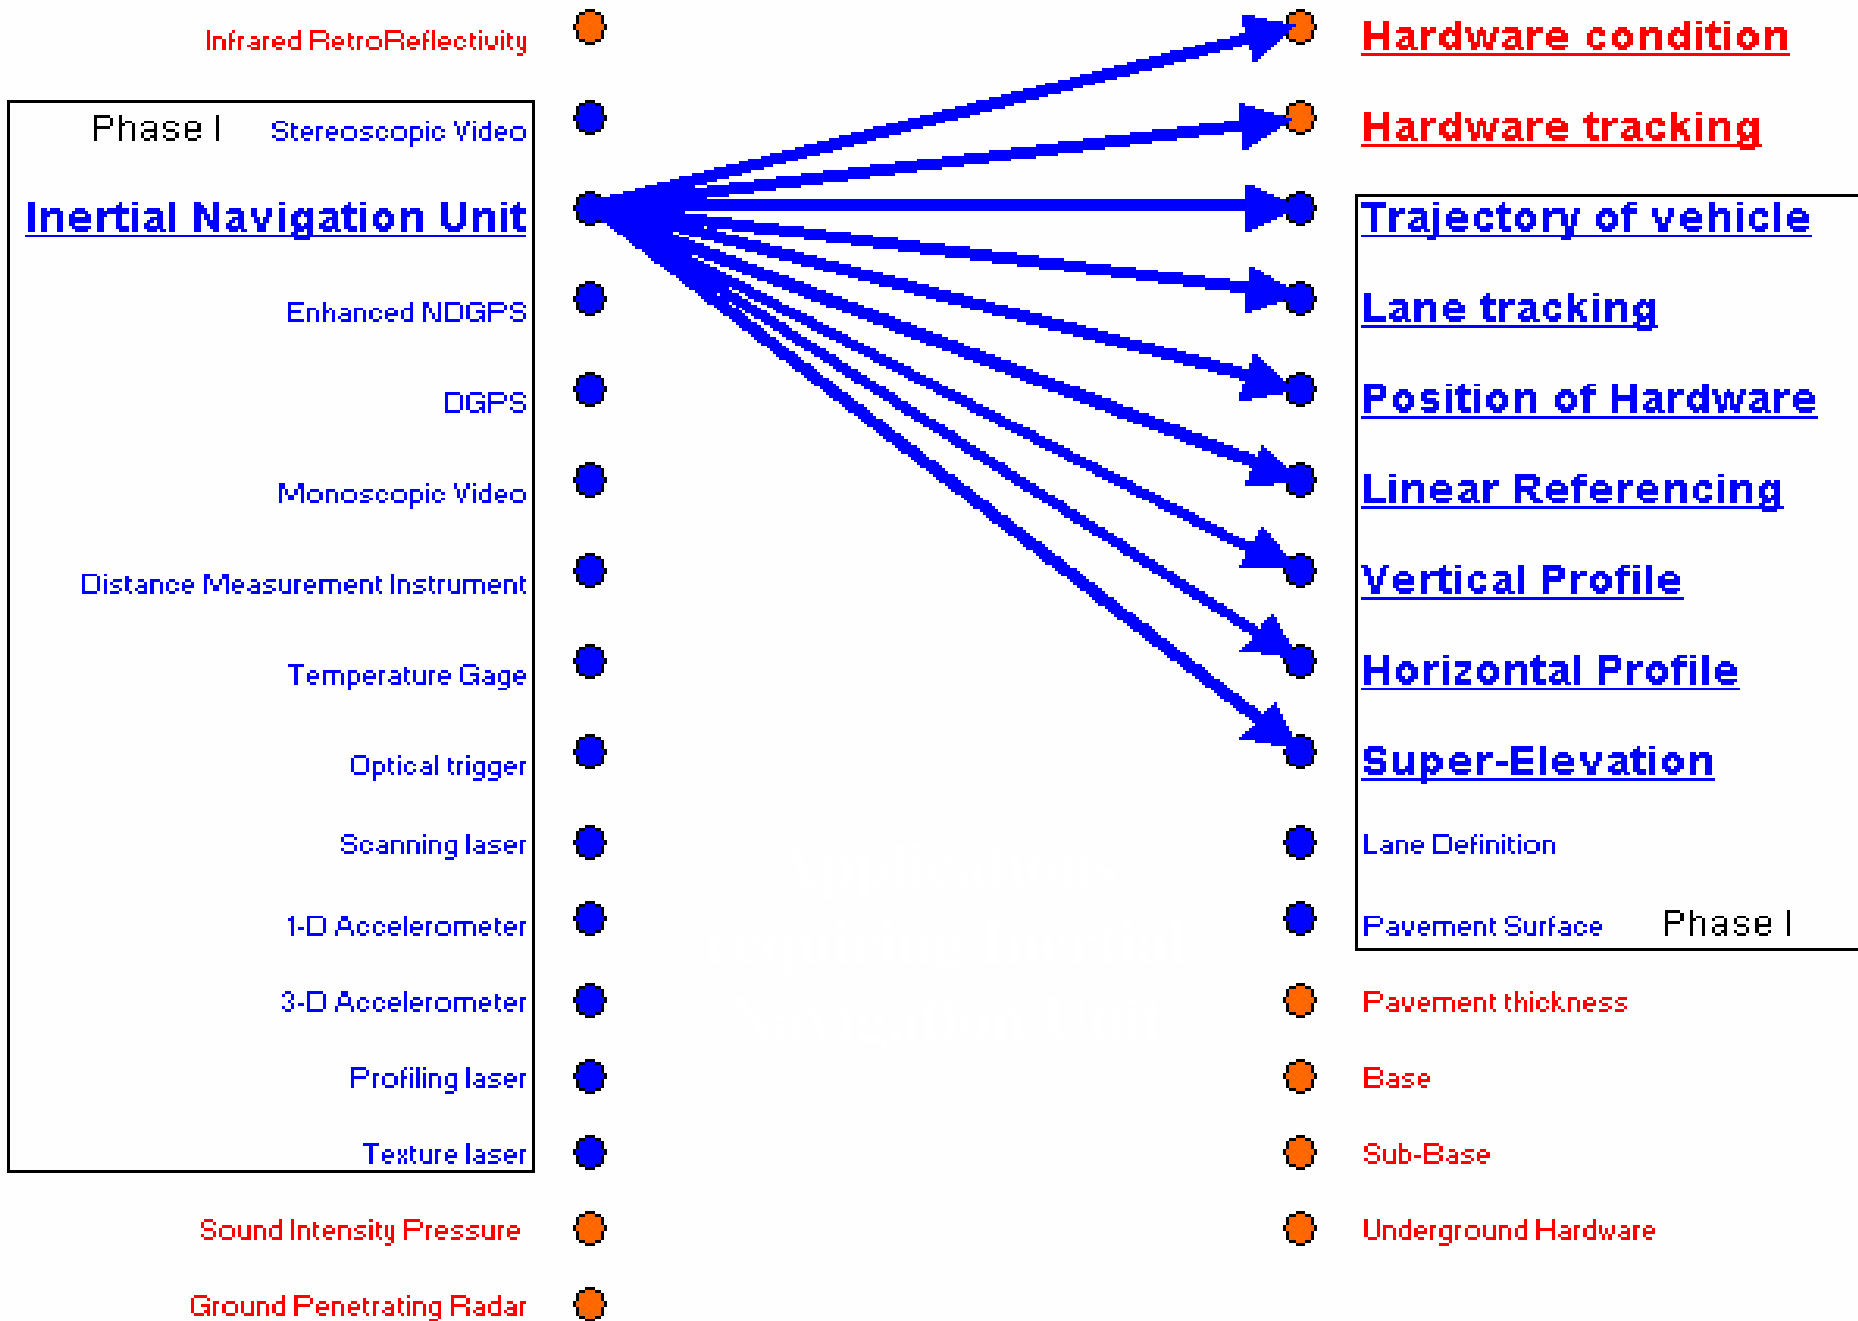 Infrared RetroReflectivity
Phase I
Stereoscopic Video
Inertial Navigation Unit
Enhanced NDGPS
DGPS
Monoscopic Video
Distance Measurement Instrument
Temperature Gage
Optical trigger
Scanning laser
1-D Accelerometer
3-D Accelerometer
Profiling laser
Texture laser
Sound Intensity Pressure
Ground Penetrating Radar
Hardware condition
Hardware tracking
Trajectory of vehicle
Lane tracking
Position of Hardware
Linear Referencing
Vertical Profile
Horizontal Profile
Super-Elevation
Lane Definition
Pavement Surface
Phase I
Pavement thickness
Base
Sub-Base
Underground Hardware